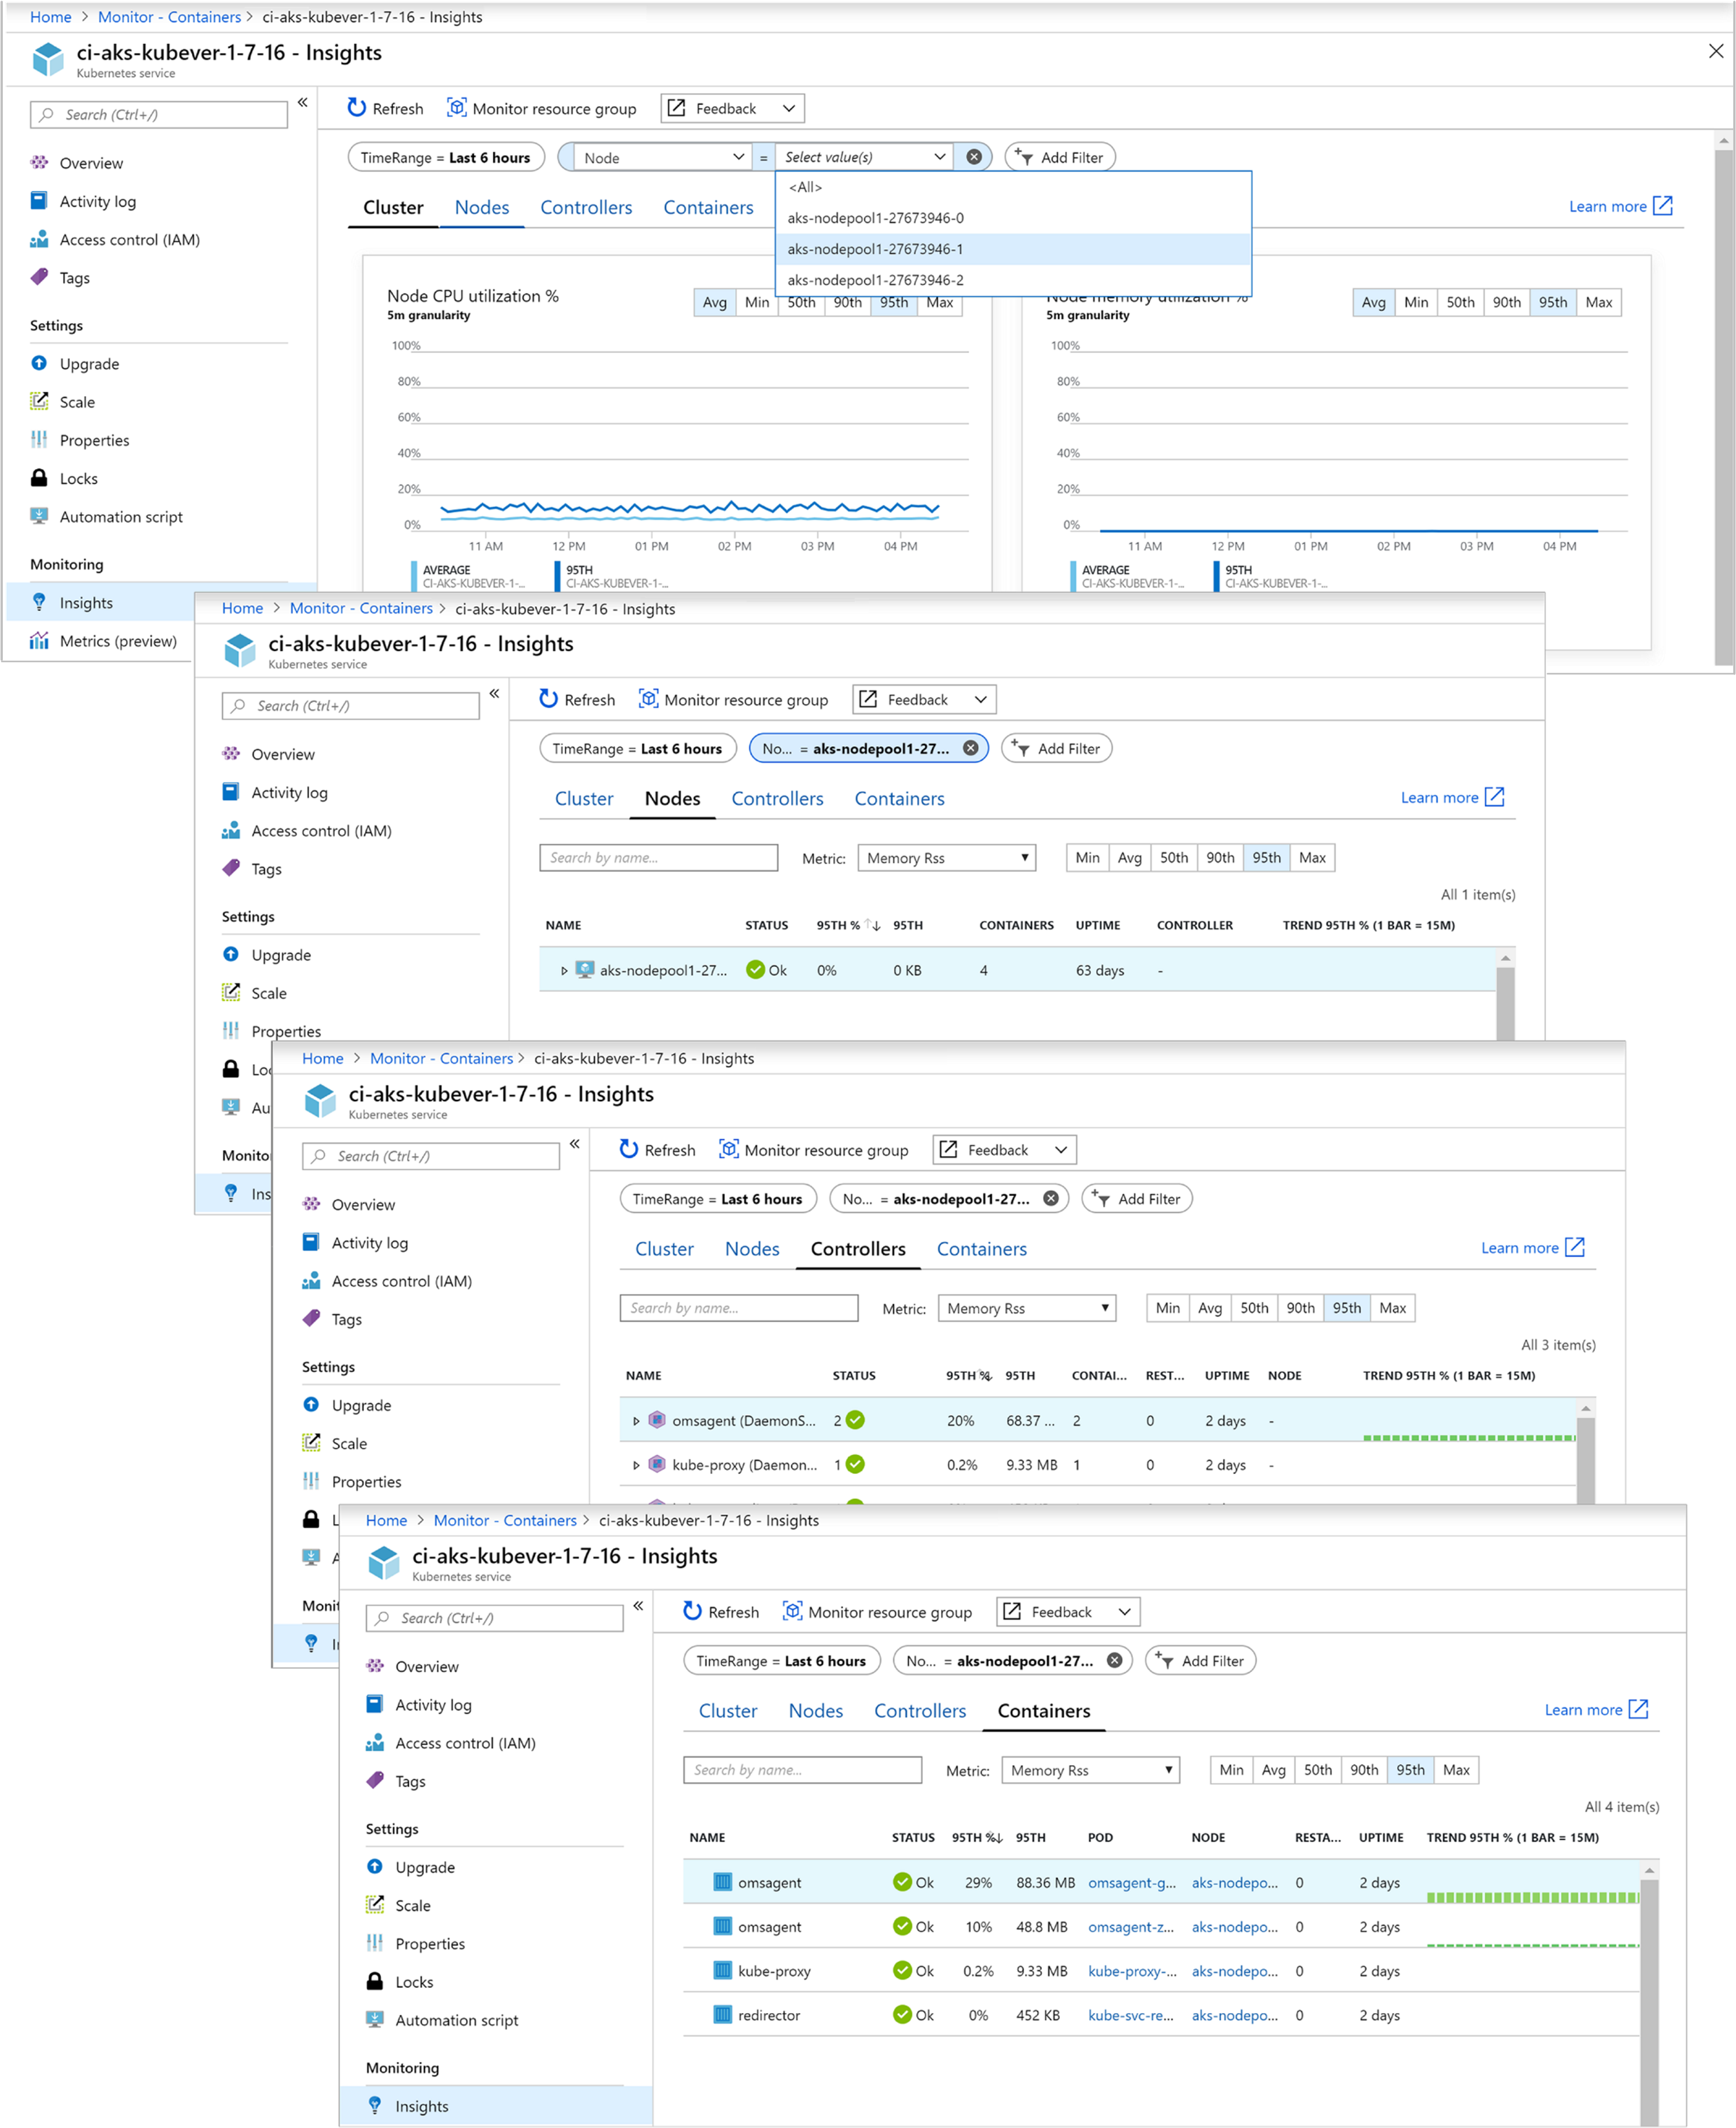 Home > Monitor - Containers > ci-aks-kubever-1-7-16 - Insights
ci-aks-kubever-1-7-16 - Insights
Kubernetes service
Search (Ctrl+/)
Overview
Activity log
Access control (IAM)
Tags
Settings
Upgrade
Scale
Properties
Locks
Automation script
Monitoring
Insights
Metrics (preview)
Refresh Monitor resource group Feedback
TimeRange = Last 6 hours Node = Select value(s) Add Filter
<All>
aks-nodepool1-27673946-0
aks-nodepool1-27673946-1
aks-nodepool1-27673946-2
Cluster Nodes Controllers Containers Learn more
Node CPU utilization %
5m granularity
Avg Min 50th 90th 95th Max
100%
80%
60%
40%
20%
0%
11 AM 12 PM 01 PM 02 PM 03 PM 04 PM
AVERAGE 95TH
CI-AKS-KUBEVER-1-... CI-AKS-KUBEVER-1-...
Node memory utilization %
5m granularity
Avg Min 50th 90th 95th Max
100%
80%
60%
40%
20%
0%
11 AM 12 PM 01 PM 02 PM 03 PM 04 PM
AVERAGE 95TH
CI-AKS-KUBEVER-1-... CI-AKS-KUBEVER-1-...
Home > Monitor - Containers > ci-aks-kubever-1-7-16 - Insights
ci-aks-kubever-1-7-16 - Insights
Kubernetes service
Search (Ctrl+/)
Overview
Activity log
Access control (IAM)
Tags
Settings
Upgrade
Scale
Properties
Lo
Au
Monito
Ins
Refresh Monitor resource group Feedback
TimeRange = Last 6 hours No... = aks-nodepool1-27... Add Filter
Cluster Nodes Controllers Containers Learn more
Search by name... Metric: Memory Rss Min Avg 50th 90th 95th Max
All 1 item(s)
NAME STATUS 95TH % 95TH CONTAINERS UPTIME CONTROLLER TREND 95TH % (1 BAR = 15M)
aks-nodepool1-27... Ok 0% 0 KB 4 63 days -
Home > Monitor - Containers > ci-aks-kubever-1-7-16 - Insights
ci-aks-kubever-1-7-16 - Insights
Kubernetes service
Search (Ctrl+/)
Overview
Activity log
Access control (IAM)
Tags
Settings
Upgrade
Scale
Properties
L
A
Monit
I
Refresh Monitor resource group Feedback
TimeRange = Last 6 hours No... = aks-nodepool1-27... Add Filter
Cluster Nodes Controllers Containers Learn more
Search by name... Metric: Memory Rss Min Avg 50th 90th 95th Max
All 3 item(s)
NAME STATUS 95TH % 95TH CONTAI... REST... UPTIME NODE TREND 95TH % (1 BAR = 15M)
omsagent (DaemonS... 2 20% 68.37 ... 2 0 2 days -
kube-proxy (Daemon... 1 0.2% 9.33 MB 1 0 2 days -
Home > Monitor - Containers > ci-aks-kubever-1-7-16 - Insights
ci-aks-kubever-1-7-16 - Insights
Kubernetes service
Search (Ctrl+/)
Overview
Activity log
Access control (IAM)
Tags
Settings
Upgrade
Scale
Properties
Locks
Automation script
Monitoring
Insights
Refresh Monitor resource group Feedback
TimeRange = Last 6 hours No... = aks-nodepool1-27... Add Filter
Cluster Nodes Controllers Containers Learn more
Search by name... Metric: Memory Rss Min Avg 50th 90th 95th Max
All 4 item(s)
NAME STATUS 95TH % 95TH POD NODE RESTA... UPTIME TREND 95TH % (1 BAR = 15M)
omsagent Ok 29% 88.36 MB omsagent-g... aks-nodepo... 0 2 days
omsagent Ok 10% 48.8 MB omsagent-z... aks-nodepo... 0 2 days
kube-proxy Ok 0.2% 9.33 MB kube-proxy-... aks-nodepo... 0 2 days
redirector Ok 0% 452 KB kube-svc-re... aks-nodepo... 0 2 days